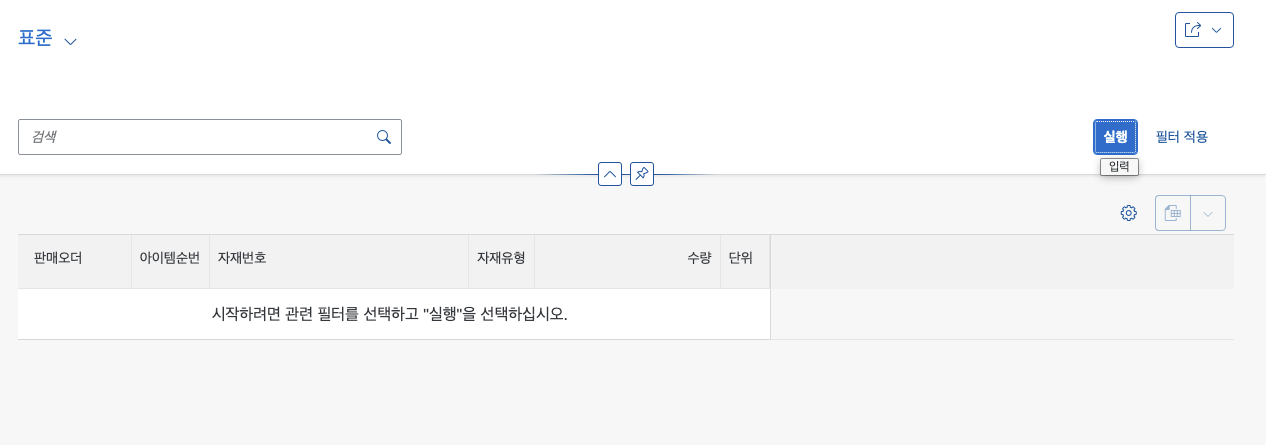 표준
검색
실행
필터 적용
입력
판매오더 아이템순번 자재번호 자재유형 수량 단위
시작하려면 관련 필터를 선택하고 "실행"을 선택하십시오.